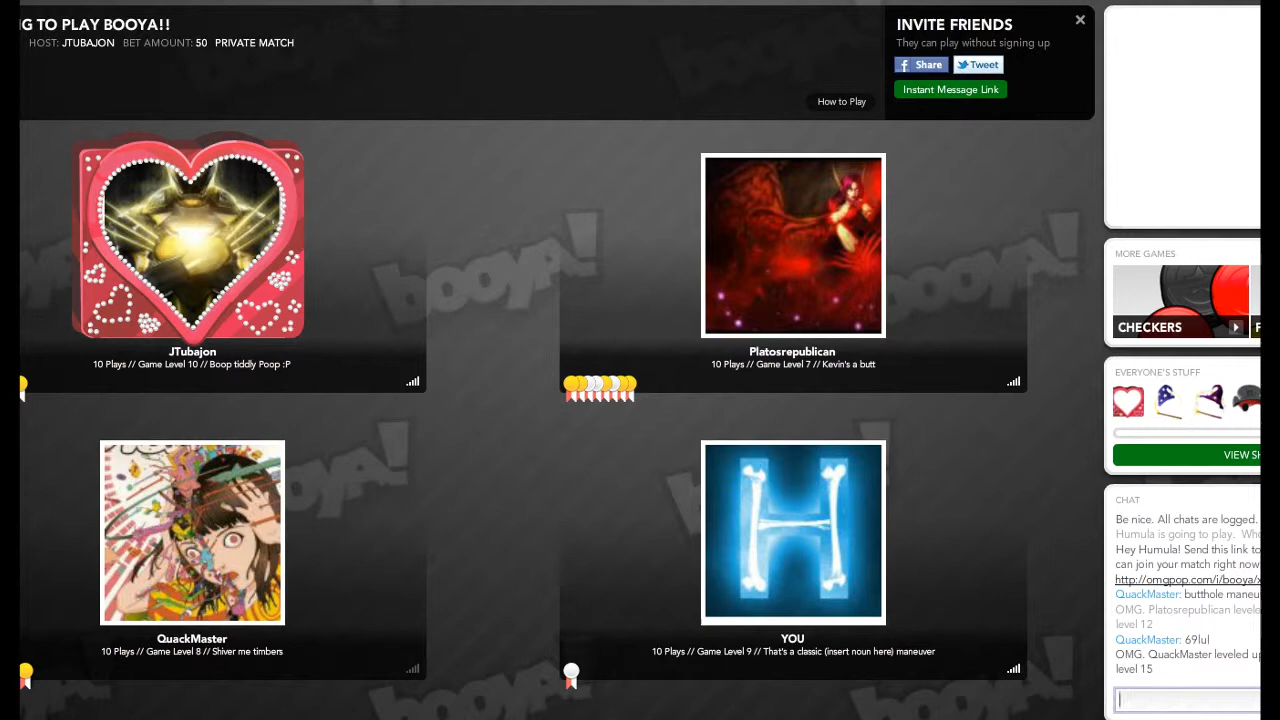 G TO PLAY BOOYA!!
HOST: JTUBAJON BET AMOUNT: 50 PRIVATE MATCH
How to Play
INVITE FRIENDS
They can play without signing up
Share
Tweet
Instant Message Link
booya!
booya!
JTubajon
10 Plays // Game Level 10 // Boop tiddly Poop :P
Platosrepublican
10 Plays // Game Level 7 // Kevin's a butt
QuackMaster
10 Plays // Game Level 8 // Shiver me timbers
H
YOU
10 Plays // Game Level 9 // That's a classic (insert noun here) maneuver
MORE GAMES
CHECKERS
EVERYONE'S STUFF
VIEW
CHAT
Be nice. All chats are logged.
Humula is going to play.
Hey Humula! Send this link to
can join your match right now
http://omgpop.com/i/booya/
QuackMaster: butthole maneu
OMG. Platosrepublican levele
level 12
QuackMaster: 69lul
OMG. QuackMaster leveled up
level 15